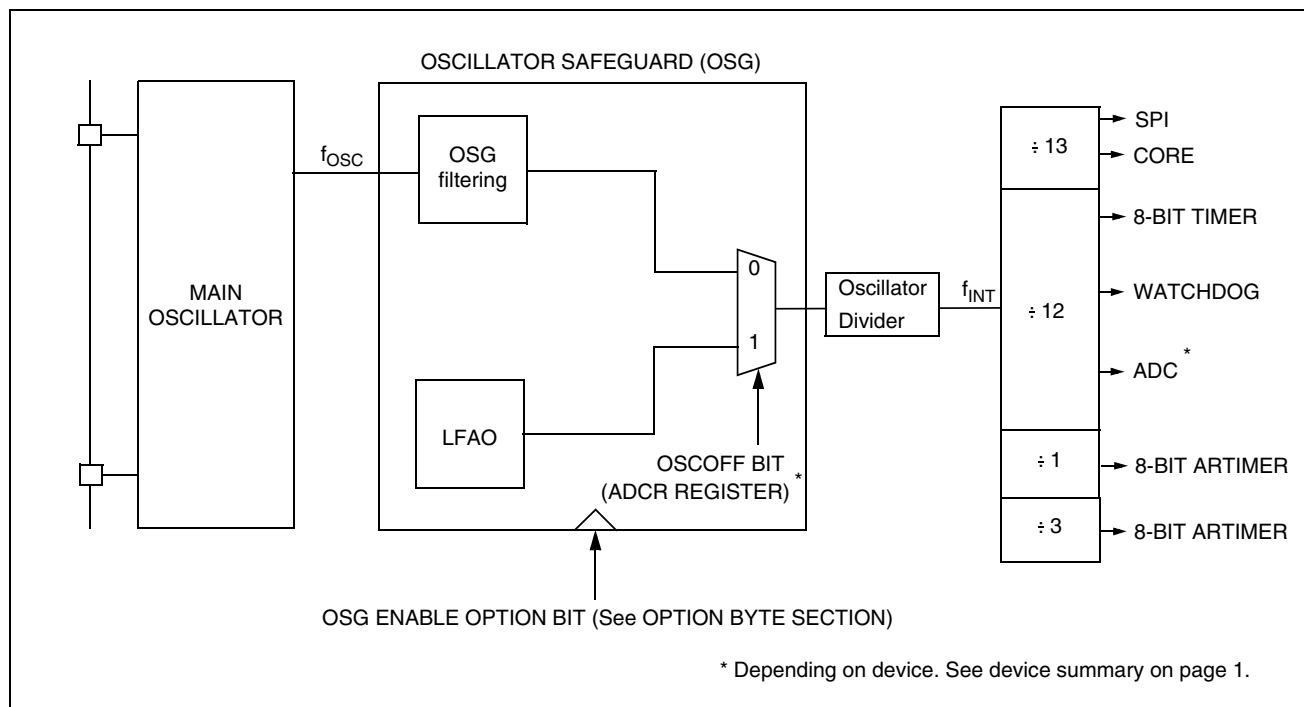 OSCILLATOR SAFEGUARD (OSG)
MAIN
OSCILLATOR
fOSC
OSG
filtering
LFAO
0
1
OSCOFF BIT
(ADCR REGISTER) *
Oscillator
Divider
fINT
÷ 13
÷ 12
÷ 1
÷ 3
SPI
CORE
8-BIT TIMER
WATCHDOG
ADC *
8-BIT ARTIMER
8-BIT ARTIMER
OSG ENABLE OPTION BIT (See OPTION BYTE SECTION)
* Depending on device. See device summary on page 1.